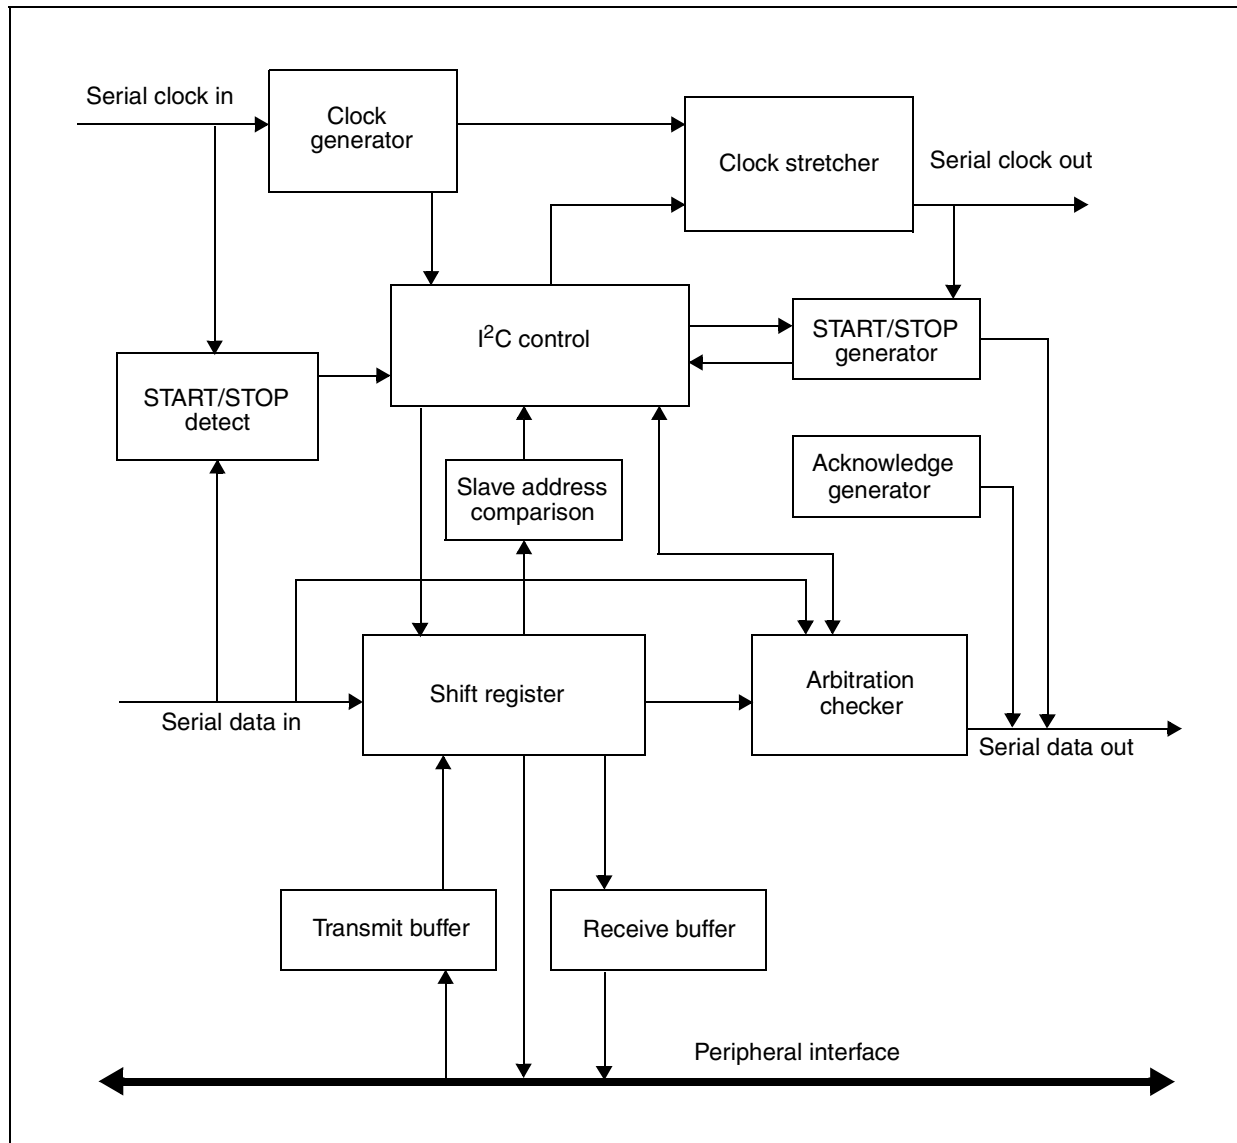 Serial clock in
Clock
generator
Clock stretcher
Serial clock out
I²C control
START/STOP
generator
START/STOP
detect
Slave address
comparison
Acknowledge
generator
Shift register
Arbitration
checker
Serial data in
Serial data out
Transmit buffer
Receive buffer
Peripheral interface